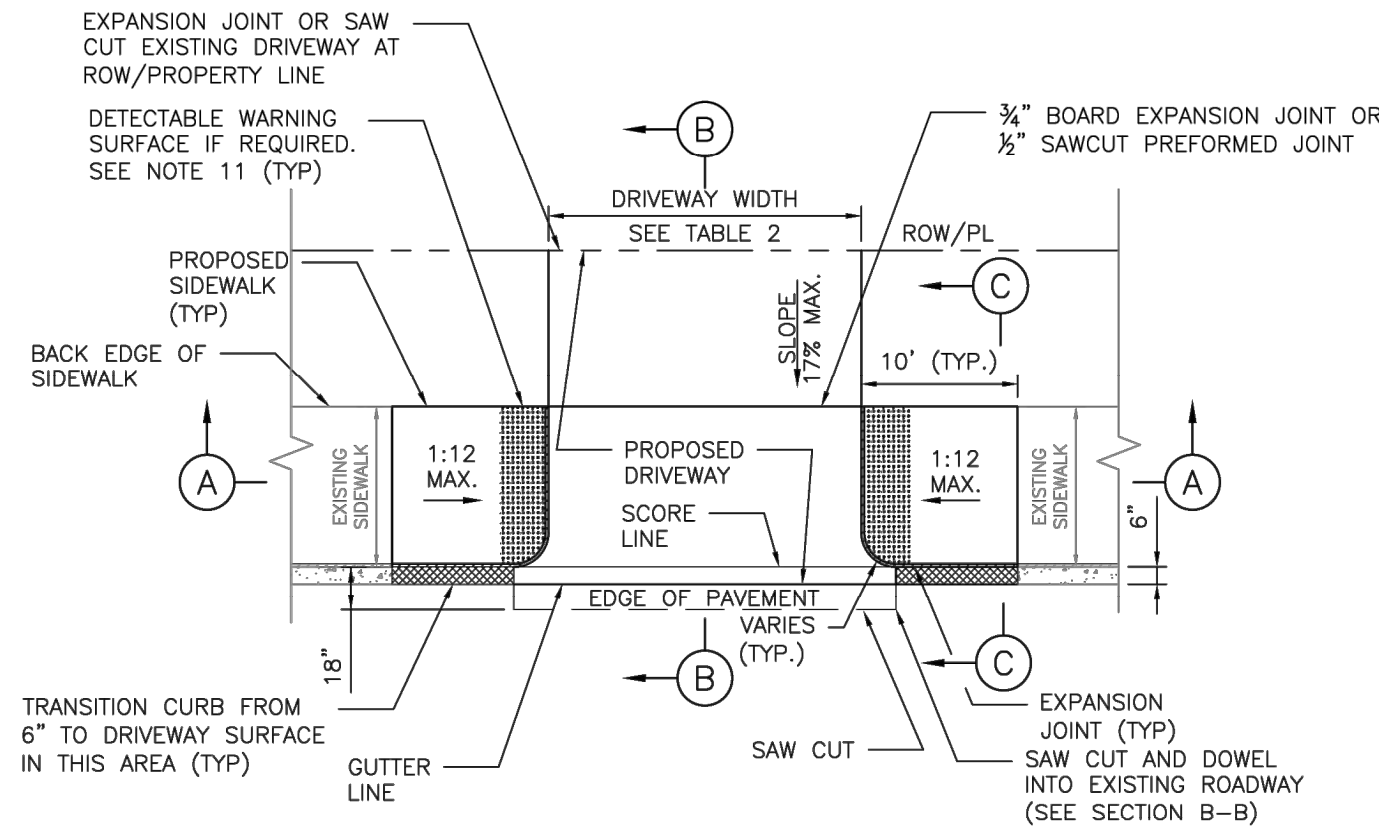 EXPANSION JOINT OR SAW
CUT EXISTING DRIVEWAY AT
ROW/PROPERTY LINE
DETECTABLE WARNING
SURFACE IF REQUIRED.
SEE NOTE 11 (TYP)
B
¾" BOARD EXPANSION JOINT OR
½" SAWCUT PREFORMED JOINT
DRIVEWAY WIDTH
SEE TABLE 2
ROW/PL
PROPOSED
SIDEWALK
(TYP)
C
SLOPE
17% MAX.
10' (TYP.)
BACK EDGE OF
SIDEWALK
A
EXISTING
SIDEWALK
1:12
MAX.
PROPOSED
DRIVEWAY
1:12
MAX.
EXISTING
SIDEWALK
A
6"
SCORE
LINE
EDGE OF PAVEMENT
VARIES
(TYP.)
18"
B
C
TRANSITION CURB FROM
6" TO DRIVEWAY SURFACE
IN THIS AREA (TYP)
GUTTER
LINE
SAW CUT
EXPANSION
JOINT (TYP)
SAW CUT AND DOWEL
INTO EXISTING ROADWAY
(SEE SECTION B–B)